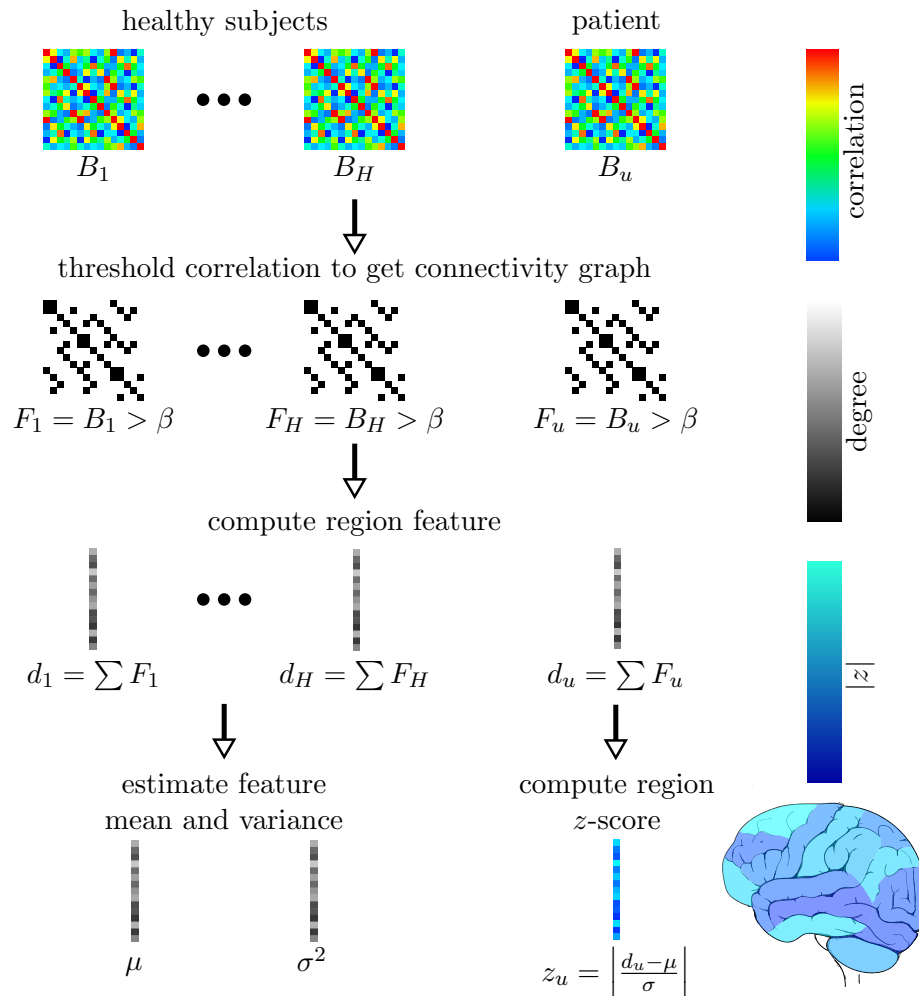 healthy subjects
patient
B_1
B_H
B_u
correlation
threshold correlation to get connectivity graph
F_1 = B_1 > β
F_H = B_H > β
F_u = B_u > β
degree
compute region feature
d_1 = ∑ F_1
d_H = ∑ F_H
d_u = ∑ F_u
|z|
estimate feature
mean and variance
compute region
z-score
μ
σ²
z_u = |\frac{d_u − μ}{σ}|